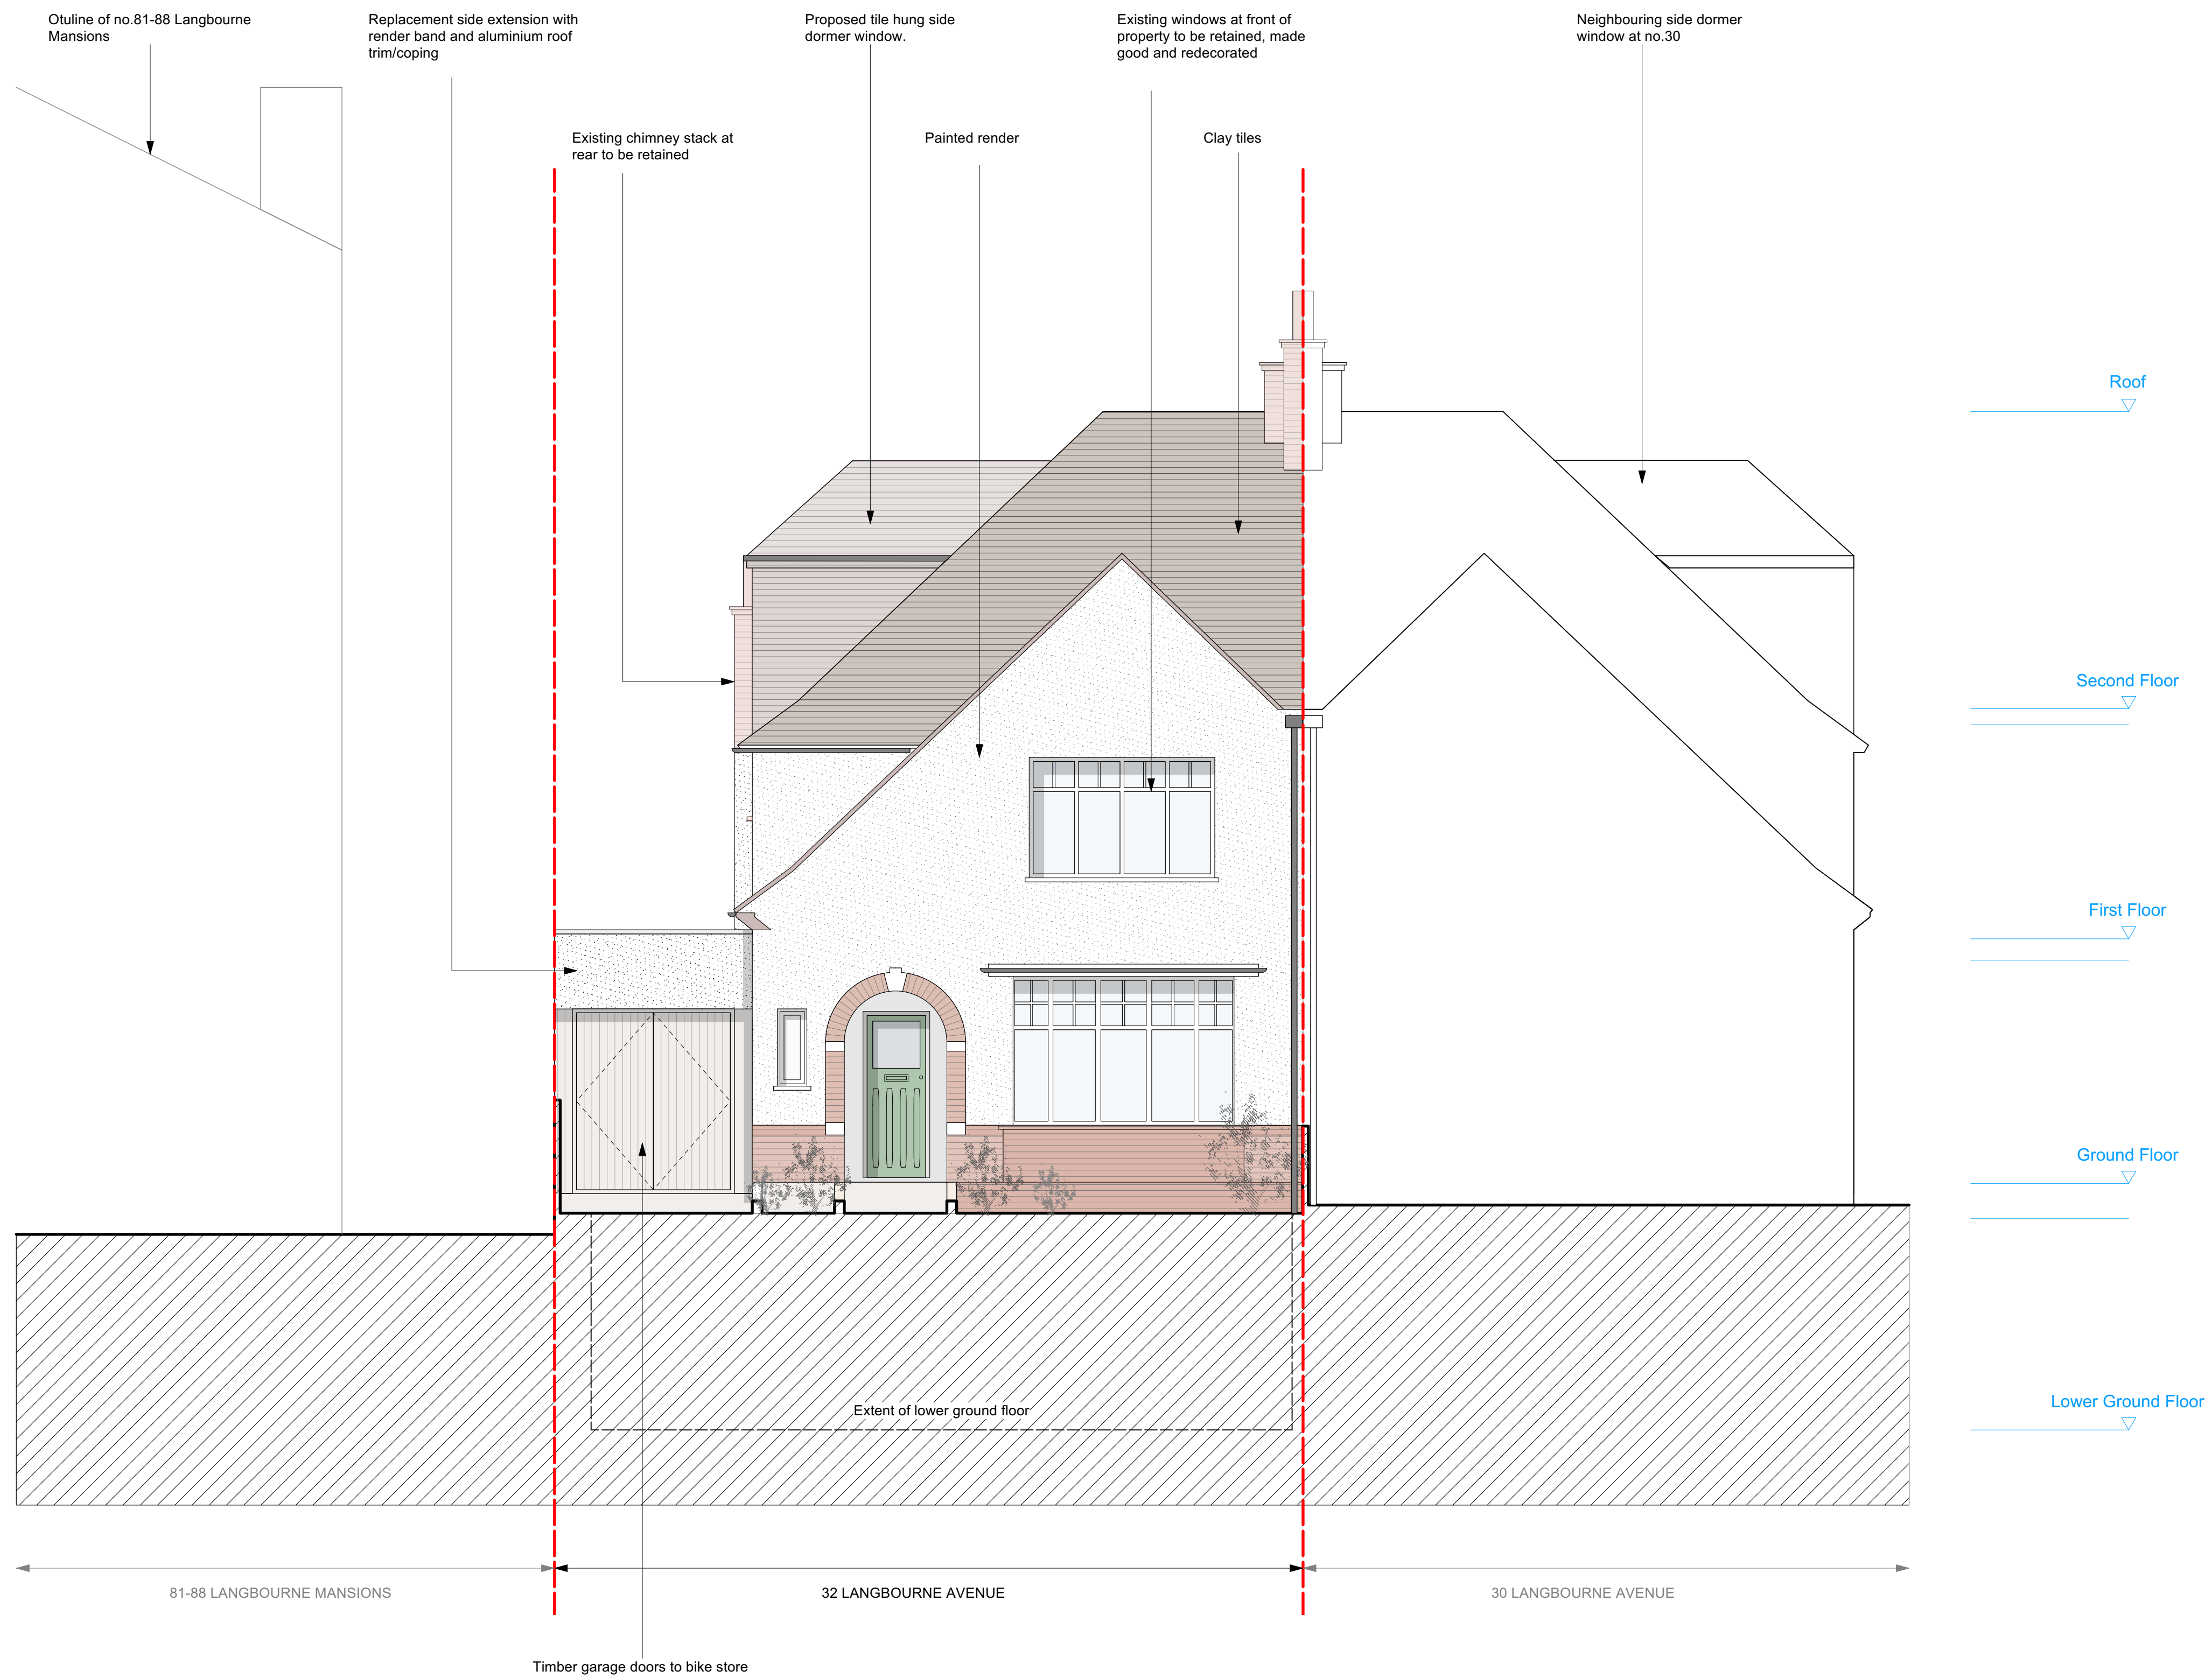 Otuline of no.81-88 Langbourne
Mansions
Replacement side extension with
render band and aluminium roof
trim/coping
Proposed tile hung side
dormer window.
Existing windows at front of
property to be retained, made
good and redecorated
Neighbouring side dormer
window at no.30
Existing chimney stack at
rear to be retained
Painted render
Clay tiles
Roof
Second Floor
First Floor
Ground Floor
Lower Ground Floor
Extent of lower ground floor
81-88 LANGBOURNE MANSIONS
32 LANGBOURNE AVENUE
30 LANGBOURNE AVENUE
Timber garage doors to bike store